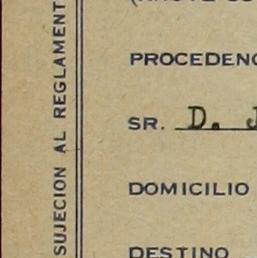 SUJECION AL REGLAMENT
PROCEDENC
SR. D. J
DOMICILIO
DESTINO